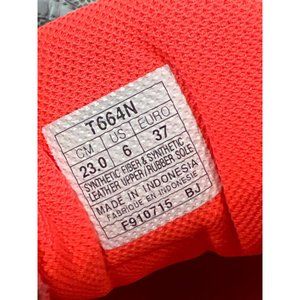 T664N
CM US EURO
23.0 6 37
SYNTHETIC FIBER & SYNTHETIC
LEATHER UPPER/RUBBER SOLE
MADE IN INDONESIA
FABRIQUE EN INDONESIE
F910715 BJ